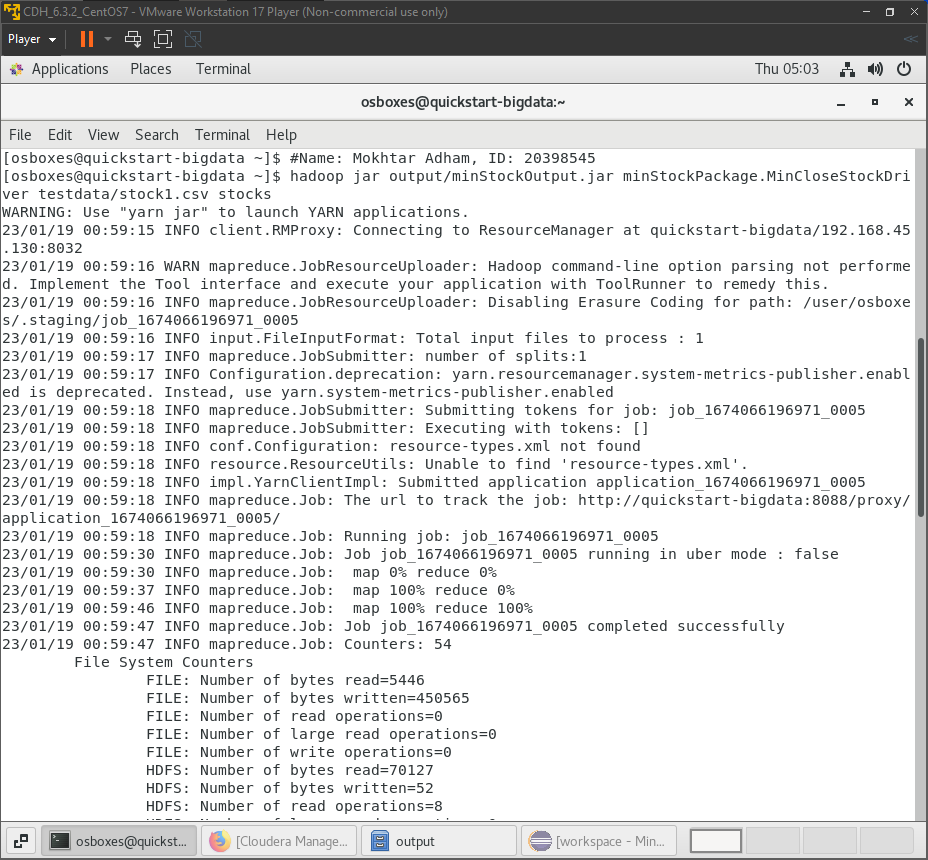 CDH_6.3.2_CentOS7 - VMware Workstation 17 Player (Non-commercial use only)
Player
Applications Places Terminal Thu 05:03
osboxes@quickstart-bigdata:~
File Edit View Search Terminal Help
[osboxes@quickstart-bigdata ~]$ #Name: Mokhtar Adham, ID: 20398545
[osboxes@quickstart-bigdata ~]$ hadoop jar output/minStockOutput.jar minStockPackage.MinCloseStockDri
ver testdata/stock1.csv stocks
WARNING: Use "yarn jar" to launch YARN applications.
23/01/19 00:59:15 INFO client.RMProxy: Connecting to ResourceManager at quickstart-bigdata/192.168.45
.130:8032
23/01/19 00:59:16 WARN mapreduce.JobResourceUploader: Hadoop command-line option parsing not performe
d. Implement the Tool interface and execute your application with ToolRunner to remedy this.
23/01/19 00:59:16 INFO mapreduce.JobResourceUploader: Disabling Erasure Coding for path: /user/osboxe
s/.staging/job_1674066196971_0005
23/01/19 00:59:16 INFO input.FileInputFormat: Total input files to process : 1
23/01/19 00:59:17 INFO mapreduce.JobSubmitter: number of splits:1
23/01/19 00:59:17 INFO Configuration.deprecation: yarn.resourcemanager.system-metrics-publisher.enabl
ed is deprecated. Instead, use yarn.system-metrics-publisher.enabled
23/01/19 00:59:18 INFO mapreduce.JobSubmitter: Submitting tokens for job: job_1674066196971_0005
23/01/19 00:59:18 INFO mapreduce.JobSubmitter: Executing with tokens: []
23/01/19 00:59:18 INFO conf.Configuration: resource-types.xml not found
23/01/19 00:59:18 INFO resource.ResourceUtils: Unable to find 'resource-types.xml'.
23/01/19 00:59:18 INFO impl.YarnClientImpl: Submitted application application_1674066196971_0005
23/01/19 00:59:18 INFO mapreduce.Job: The url to track the job: http://quickstart-bigdata:8088/proxy/
application_1674066196971_0005/
23/01/19 00:59:18 INFO mapreduce.Job: Running job: job_1674066196971_0005
23/01/19 00:59:30 INFO mapreduce.Job: Job job_1674066196971_0005 running in uber mode : false
23/01/19 00:59:30 INFO mapreduce.Job:  map 0% reduce 0%
23/01/19 00:59:37 INFO mapreduce.Job:  map 100% reduce 0%
23/01/19 00:59:46 INFO mapreduce.Job:  map 100% reduce 100%
23/01/19 00:59:47 INFO mapreduce.Job: Job job_1674066196971_0005 completed successfully
23/01/19 00:59:47 INFO mapreduce.Job: Counters: 54
File System Counters
FILE: Number of bytes read=5446
FILE: Number of bytes written=450565
FILE: Number of read operations=0
FILE: Number of large read operations=0
FILE: Number of write operations=0
HDFS: Number of bytes read=70127
HDFS: Number of bytes written=52
HDFS: Number of read operations=8
osboxes@quickst... [Cloudera Manage... output [workspace - Min...